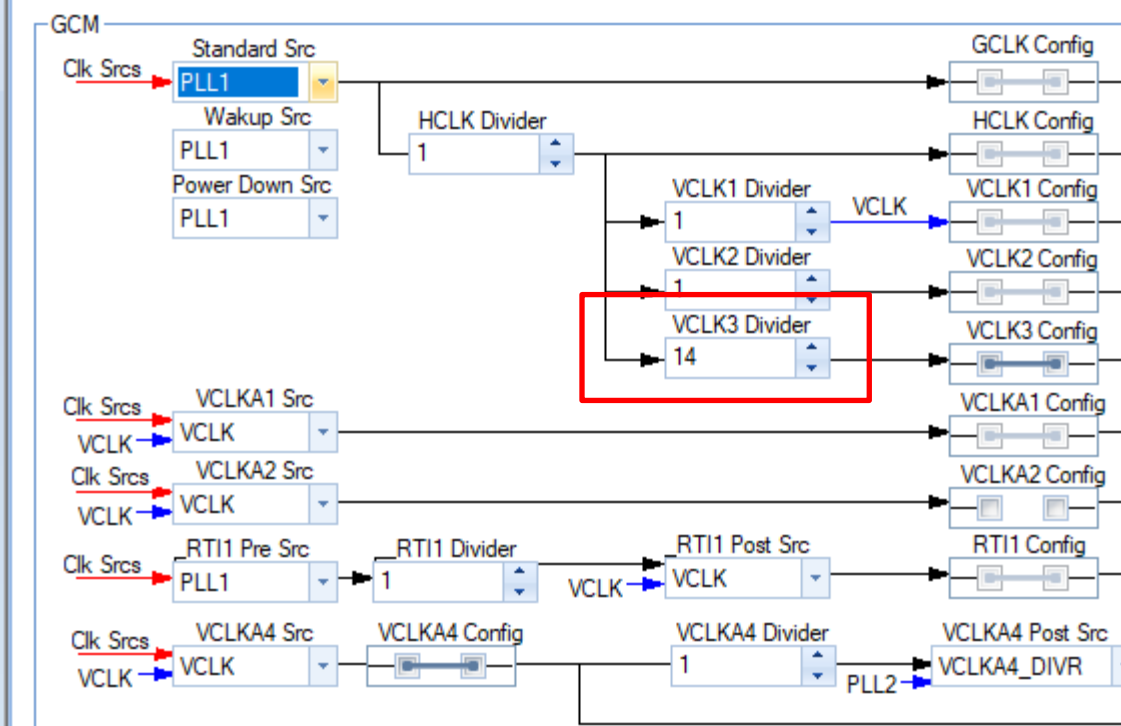 GCM
Standard Src
GCLK Config
Clk Srcs
PLL1
Wakup Src
HCLK Divider
HCLK Config
PLL1
1
Power Down Src
VCLK1 Divider
VCLK
VCLK1 Config
PLL1
1
VCLK2 Divider
VCLK2 Config
1
VCLK3 Divider
VCLK3 Config
14
Clk Srcs
VCLKA1 Src
VCLKA1 Config
VCLK
VCLK
Clk Srcs
VCLKA2 Src
VCLKA2 Config
VCLK
VCLK
_RTI1 Pre Src
_RTI1 Divider
_RTI1 Post Src
RTI1 Config
Clk Srcs
PLL1
1
VCLK
VCLK
Clk Srcs
VCLKA4 Src
VCLKA4 Config
VCLKA4 Divider
VCLKA4 Post Src
VCLK
VCLK
1
PLL2
VCLKA4_DIVR